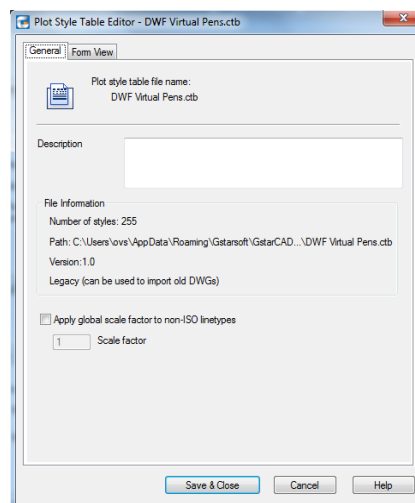 Plot Style Table Editor - DWF Virtual Pens.ctb
General Form View
Plot style table file name:
DWF Virtual Pens.ctb
Description
File Information
Number of styles: 255
Path: C:\Users\ovs\AppData\Roaming\Gstarsoft\GstarCAD...\DWF Virtual Pens.ctb
Version:1.0
Legacy (can be used to import old DWGs)
Apply global scale factor to non-ISO linetypes
1 Scale factor
Save & Close Cancel Help